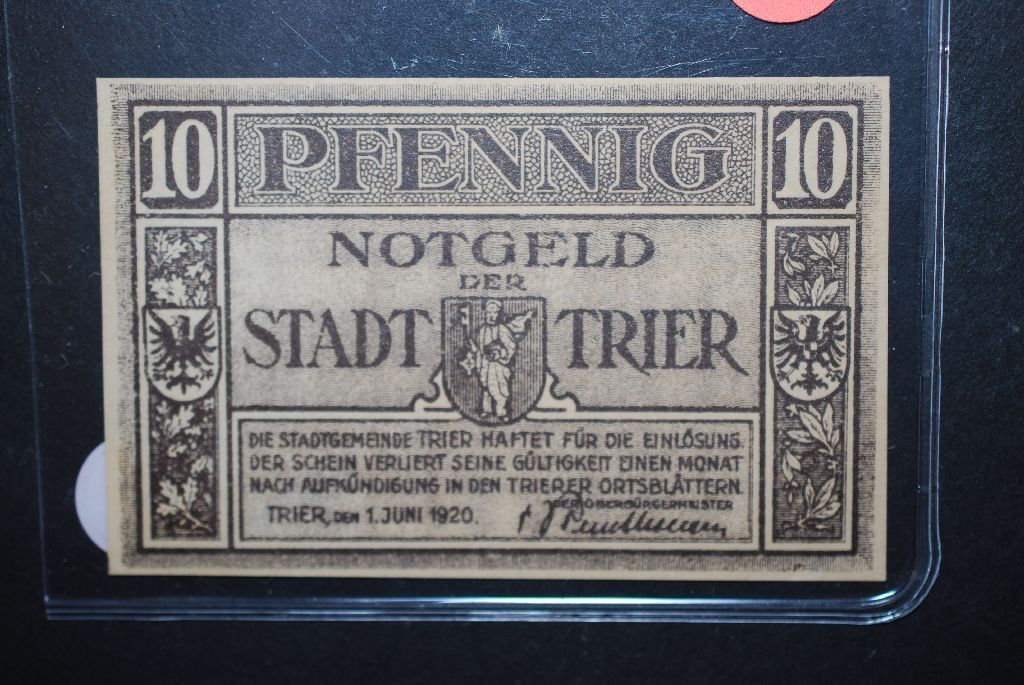 10 PFENNIG 10
NOTGELD
DER
STADT TRIER
DIE STADTGEMEINDE TRIER HAFTET FÜR DIE EINLÖSUNG.
DER SCHEIN VERLIERT SEINE GÜLTIGKEIT EINEN MONAT
NACH AUFKÜNDIGUNG IN DEN TRIERER ORTSBLÄTTERN.
DER OBERBÜRGERMEISTER
TRIER, DEN 1. JUNI 1920.